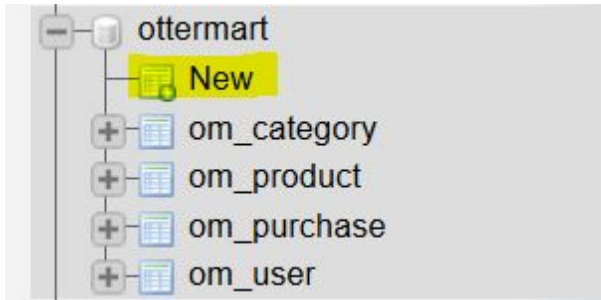 ottermart
New
om_category
om_product
om_purchase
om_user